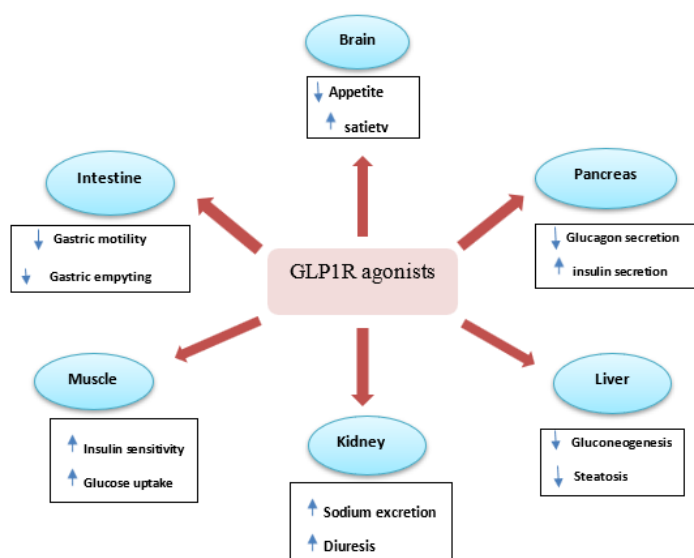 Brain
↓ Appetite
↑ satietv
Intestine
↓ Gastric motility
↓ Gastric empyting
Pancreas
↓ Glucagon secretion
↑ insulin secretion
GLP1R agonists
Muscle
↑ Insulin sensitivity
↑ Glucose uptake
Kidney
↑ Sodium excretion
↑ Diuresis
Liver
↓ Gluconeogenesis
↓ Steatosis